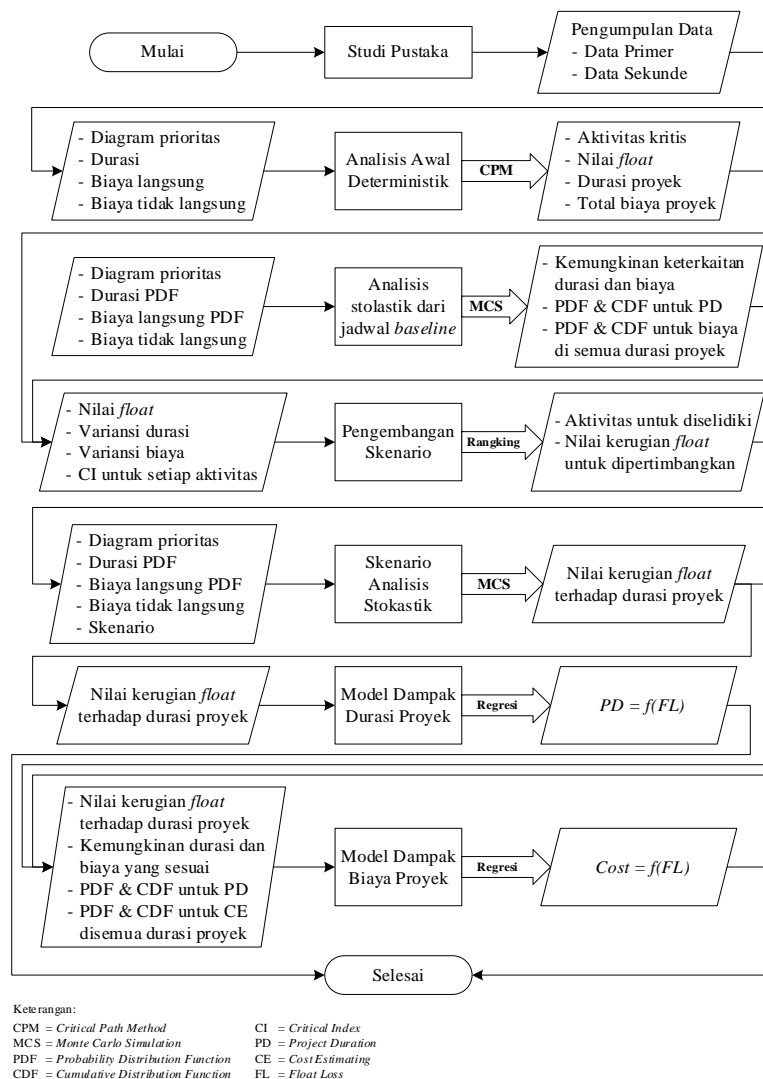 Mulai
Studi Pustaka
Pengumpulan Data
- Data Primer
- Data Sekunde
- Diagram prioritas
- Durasi
- Biaya langsung
- Biaya tidak langsung
Analisis Awal
Deterministik
CPM
- Aktivitas kritis
- Nilai float
- Durasi proyek
- Total biaya proyek
- Diagram prioritas
- Durasi PDF
- Biaya langsung PDF
- Biaya tidak langsung
Analisis
stolastik dari
jadwal baseline
MCS
- Kemungkinan keterkaitan
durasi dan biaya
- PDF & CDF untuk PD
- PDF & CDF untuk biaya
di semua durasi proyek
- Nilai float
- Variansi durasi
- Variansi biaya
- CI untuk setiap aktivitas
Pengembangan
Skenario
Rangking
- Aktivitas untuk diselidiki
- Nilai kerugian float
untuk dipertimbangkan
- Diagram prioritas
- Durasi PDF
- Biaya langsung PDF
- Biaya tidak langsung
- Skenario
Skenario
Analisis
Stokastik
MCS
Nilai kerugian float
terhadap durasi proyek
Nilai kerugian float
terhadap durasi proyek
Model Dampak
Durasi Proyek
Regresi
PD = f(FL)
- Nilai kerugian float
terhadap durasi proyek
- Kemungkinan durasi dan
biaya yang sesuai
- PDF & CDF untuk PD
- PDF & CDF untuk CE
disemua durasi proyek
Model Dampak
Biaya Proyek
Regresi
Cost = f(FL)
Selesai
Keterangan:
CPM = Critical Path Method
MCS = Monte Carlo Simulation
PDF = Probability Distribution Function
CDF = Cumulative Distribution Function
CI = Critical Index
PD = Project Duration
CE = Cost Estimating
FL = Float Loss